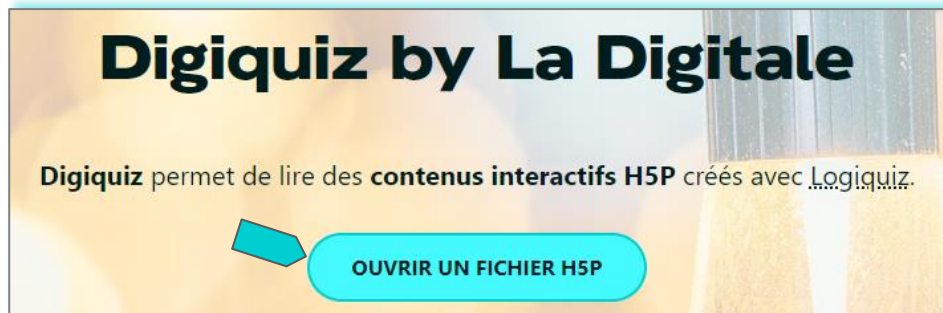 Digiquiz by La Digitale
Digiquiz permet de lire des contenus interactifs H5P créés avec Logiquiz.
OUVRIR UN FICHIER H5P